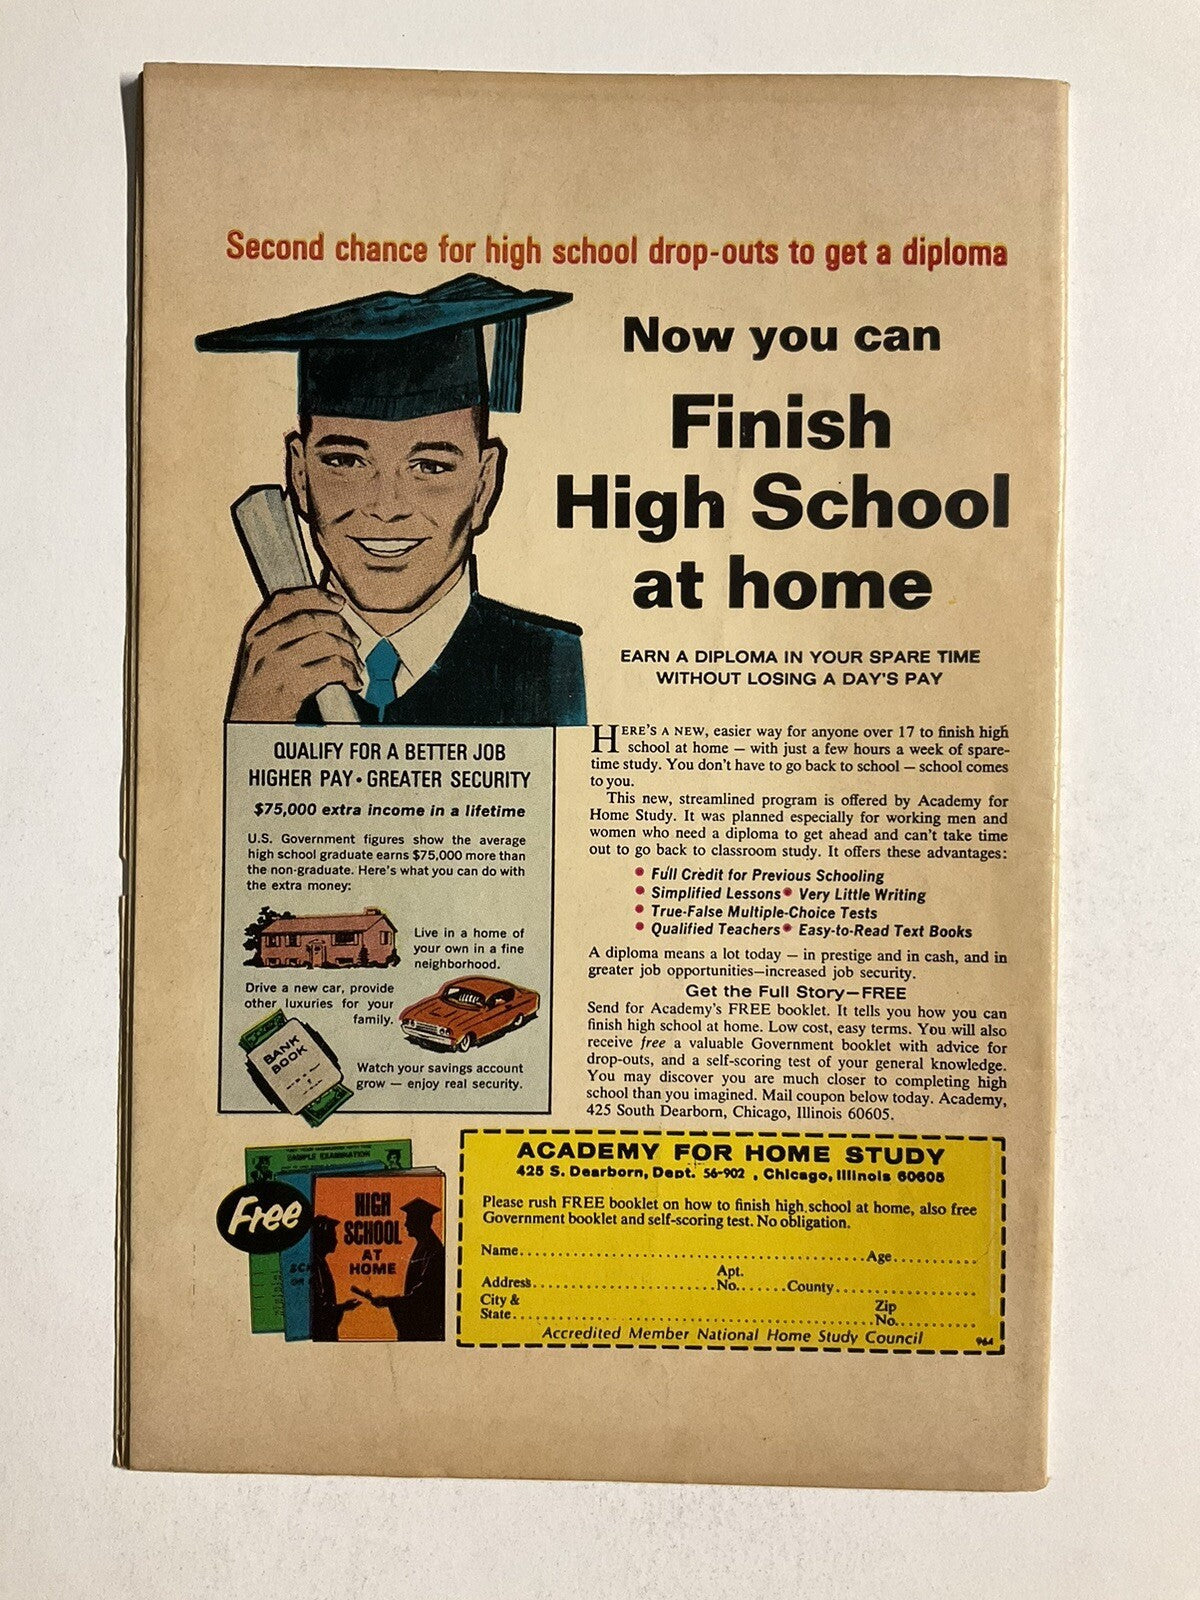 Second chance for high school drop-outs to get a diploma
Now you can
Finish
High School
at home
EARN A DIPLOMA IN YOUR SPARE TIME
WITHOUT LOSING A DAY'S PAY
QUALIFY FOR A BETTER JOB
HIGHER PAY • GREATER SECURITY
$75,000 extra income in a lifetime
U.S. Government figures show the average
high school graduate earns $75,000 more than
the non-graduate. Here's what you can do with
the extra money:
Live in a home of
your own in a fine
neighborhood.
Drive a new car, provide
other luxuries for your
family.
BANK
BOOK
Watch your savings account
grow — enjoy real security.
HERE'S A NEW, easier way for anyone over 17 to finish high
school at home — with just a few hours a week of spare-
time study. You don't have to go back to school — school comes
to you.
This new, streamlined program is offered by Academy for
Home Study. It was planned especially for working men and
women who need a diploma to get ahead and can't take time
out to go back to classroom study. It offers these advantages:
• Full Credit for Previous Schooling
• Simplified Lessons • Very Little Writing
• True-False Multiple-Choice Tests
• Qualified Teachers • Easy-to-Read Text Books
A diploma means a lot today — in prestige and in cash, and in
greater job opportunities—increased job security.
Get the Full Story—FREE
Send for Academy's FREE booklet. It tells you how you can
finish high school at home. Low cost, easy terms. You will also
receive free a valuable Government booklet with advice for
drop-outs, and a self-scoring test of your general knowledge.
You may discover you are much closer to completing high
school than you imagined. Mail coupon below today. Academy,
425 South Dearborn, Chicago, Illinois 60605.
SAMPLE EXAMINATION
Free
HIGH
SCHOOL
AT
HOME
ACADEMY FOR HOME STUDY
425 S. Dearborn, Dept. 56-902 , Chicago, Illinois 60605
Please rush FREE booklet on how to finish high school at home, also free
Government booklet and self-scoring test. No obligation.
Name.............Age.............
Address.............Apt. No.......County.............
City &
State.............Zip No.............
Accredited Member National Home Study Council
964